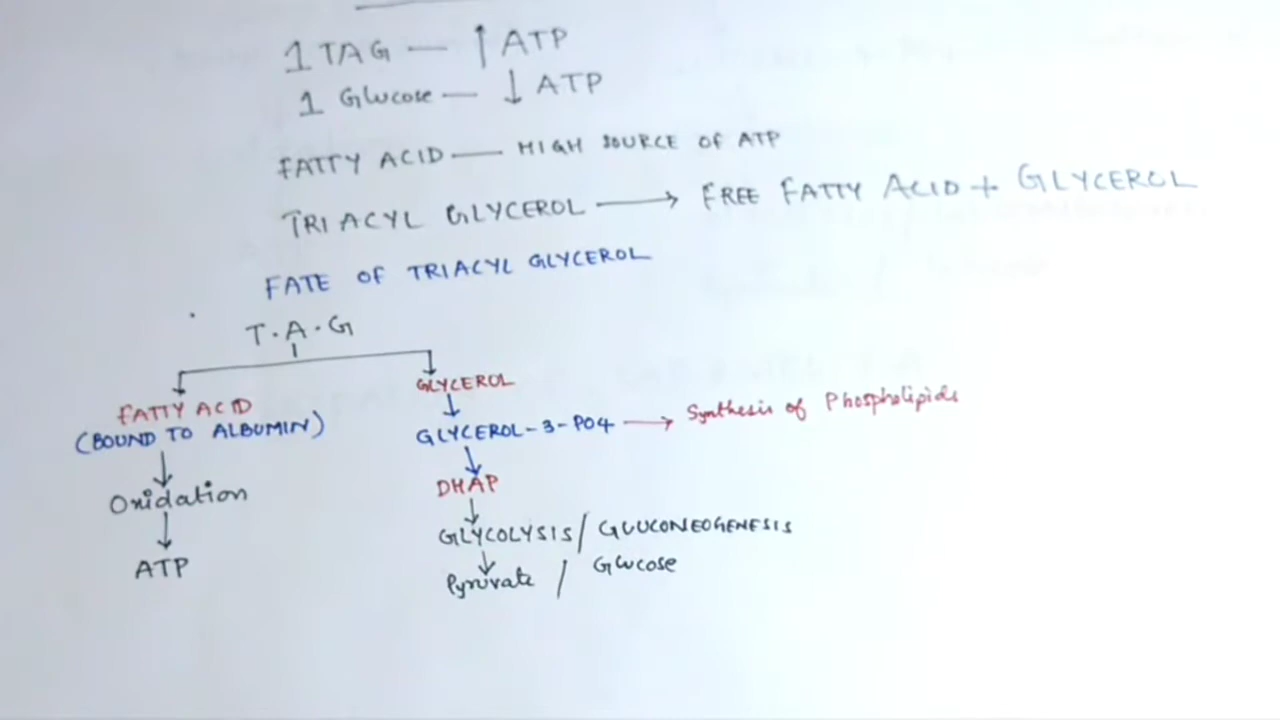 1 TAG — ↑ ATP
1 Glucose — ↓ ATP
FATTY ACID — HIGH SOURCE OF ATP
TRIACYL GLYCEROL → FREE FATTY ACID + GLYCEROL
FATE OF TRIACYL GLYCEROL
T.A.G
FATTY ACID
(BOUND TO ALBUMIN)
↓
Oxidation
↓
ATP
GLYCEROL
↓
GLYCEROL-3-PO4 → Synthesis of Phospholipids
↓
DHAP
↓
GLYCOLYSIS / GLUCONEOGENESIS
↓
Pyruvate / Glucose